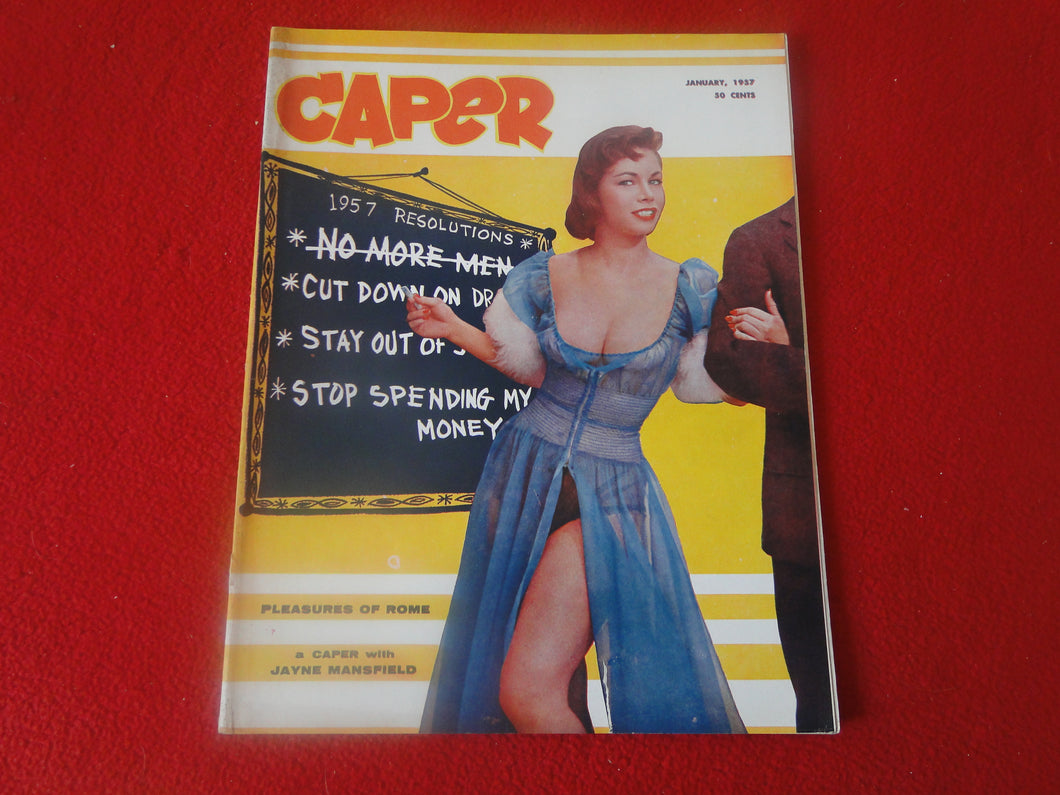 CAPER
JANUARY, 1957
50 CENTS
1957 RESOLUTIONS
* NO MORE MEN *
* CUT DOWN ON
* STAY OUT OF
* STOP SPENDING MY
MONEY
PLEASURES OF ROME
a CAPER with
JAYNE MANSFIELD